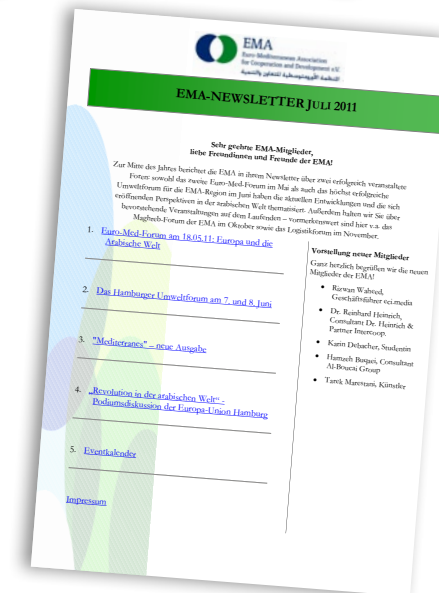 EMA
Euro-Mediterranean Association
for Cooperation and Development e.V.
EMA-NEWSLETTER JULI 2011
Sehr geehrte EMA-Mitglieder,
liebe Freundinnen und Freunde der EMA!
Zur Mitte des Jahres berichtet die EMA in ihrem Newsletter über zwei erfolgreich veranstaltete
Foren: sowohl das zweite Euro-Med-Forum im Mai als auch das höchst erfolgreiche
Umweltforum für die EMA-Region im Juni haben die aktuellen Entwicklungen und die sich
eröffnenden Perspektiven in der arabischen Welt thematisiert. Außerdem halten wir Sie über
bevorstehende Veranstaltungen auf den Laufenden – vormerkenswert sind hier v.a. das
Maghreb-Forum der EMA im Oktober sowie das Logistikforum im November.
1. Euro-Med-Forum am 18.05.11: Europa und die
Arabische Welt
2. Das Hamburger Umweltforum am 7. und 8. Juni
3. "Mediterranes" – neue Ausgabe
4. „Revolution in der arabischen Welt" -
Podiumsdiskussion der Europa-Union Hamburg
5. Eventkalender
Impressum
Vorstellung neuer Mitglieder
Ganz herzlich begrüßen wir die neuen
Mitglieder der EMA!
• Rizwan Waheed,
Geschäftsführer eci.media
• Dr. Reinhard Heinrich,
Consultant Dr. Heinrich &
Partner Intercoop.
• Karin Debacher, Studentin
• Hamzeh Bouaci, Consultant
Al-Boucai Group
• Tarek Marestani, Künstler